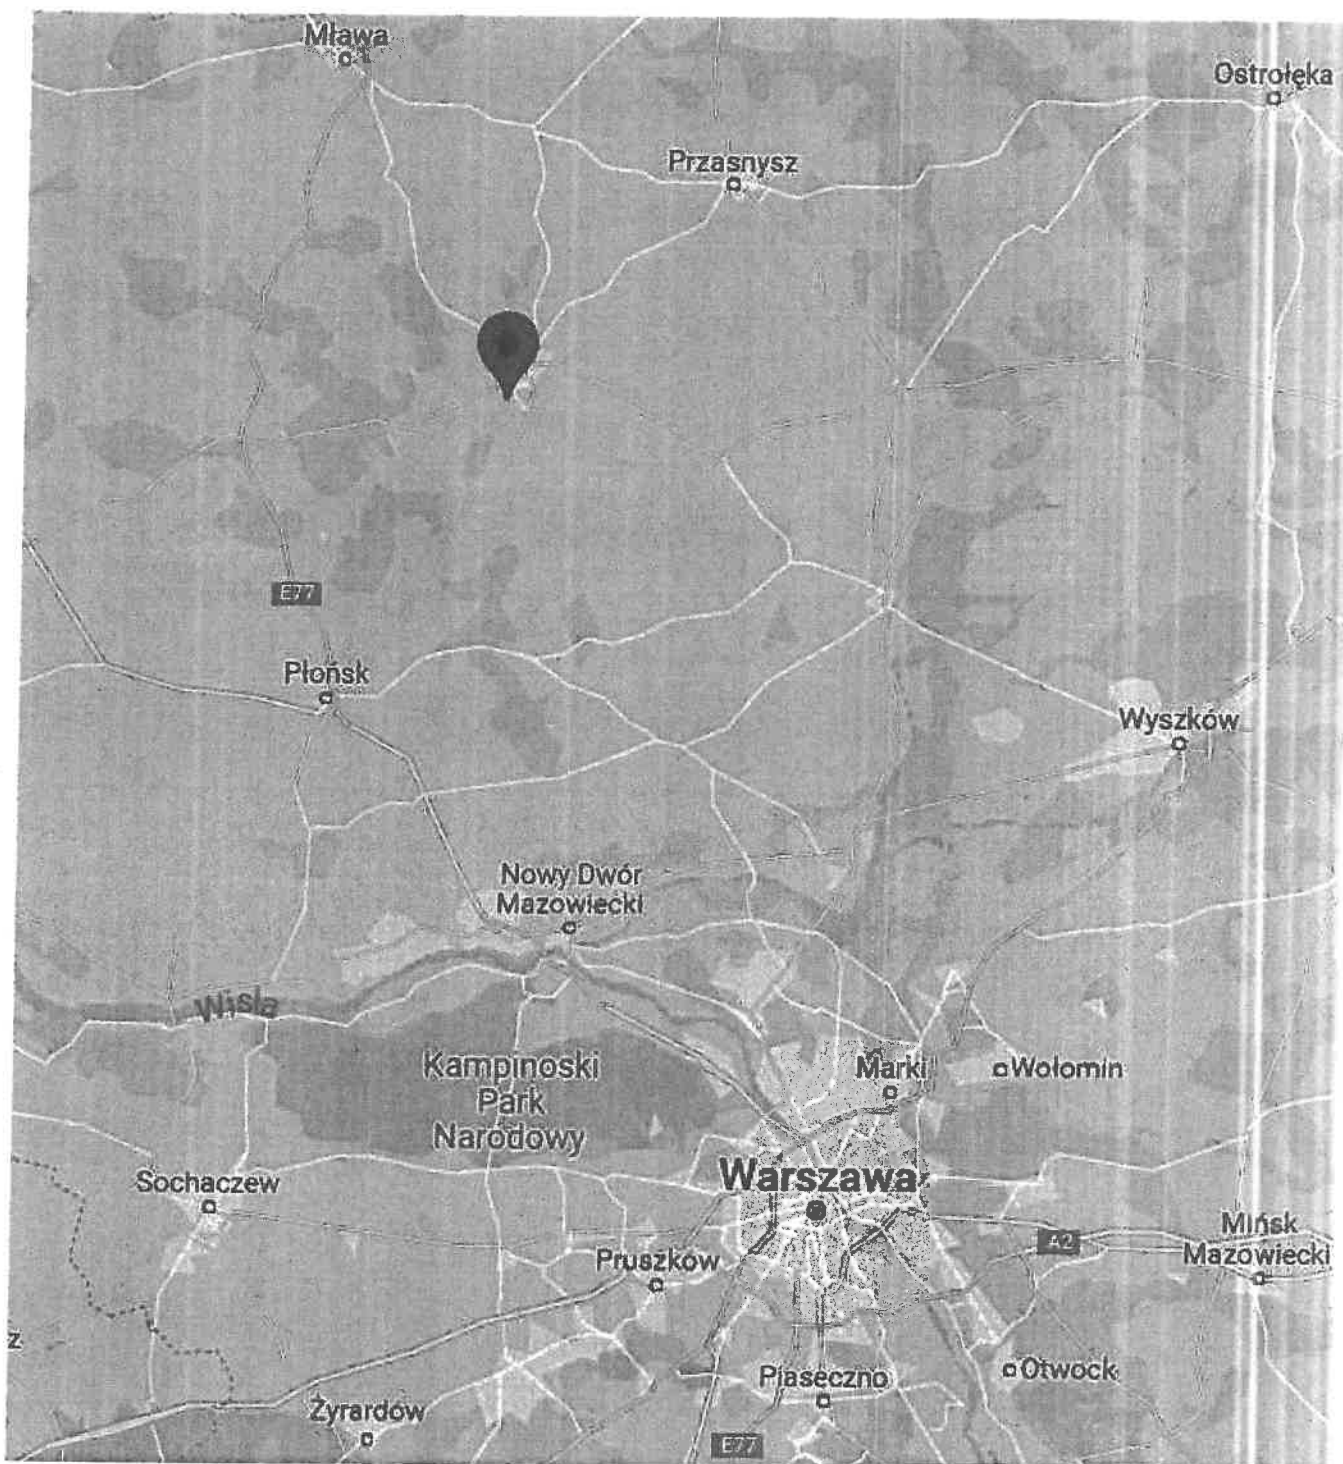 Mława
Ostrołęka
Przasnysz
E77
Płońsk
Wyszków
Nowy Dwór
Mazowiecki
Wisła
Kampinoski
Park
Narodowy
Marki
Wołomin
Warszawa
Sochaczew
A2
Mińsk
Mazowiecki
Pruszków
z
Otwock
Piaseczno
Żyrardów
E77